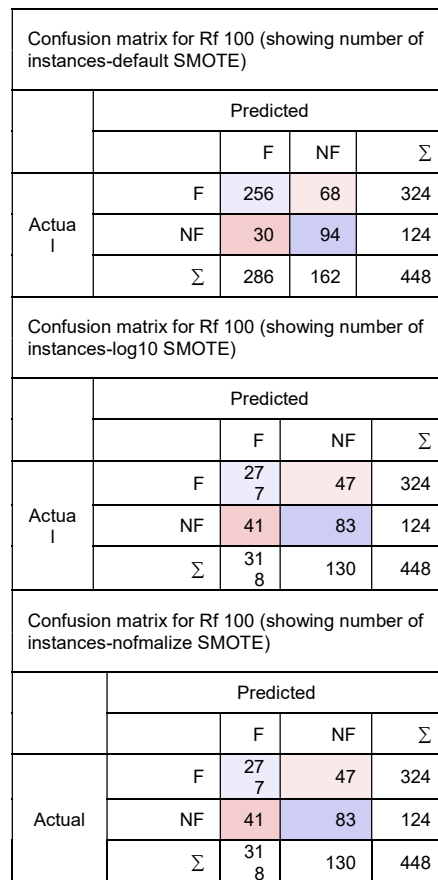 Confusion matrix for Rf 100 (showing number of
instances-default SMOTE)
Predicted
F NF Σ
F 256 68 324
Actua
l
NF 30 94 124
Σ 286 162 448
Confusion matrix for Rf 100 (showing number of
instances-log10 SMOTE)
Predicted
F NF Σ
F 27
7 47 324
Actua
l
NF 41 83 124
Σ 31
8 130 448
Confusion matrix for Rf 100 (showing number of
instances-nofmalize SMOTE)
Predicted
F NF Σ
F 27
7 47 324
Actual NF 41 83 124
Σ 31
8 130 448